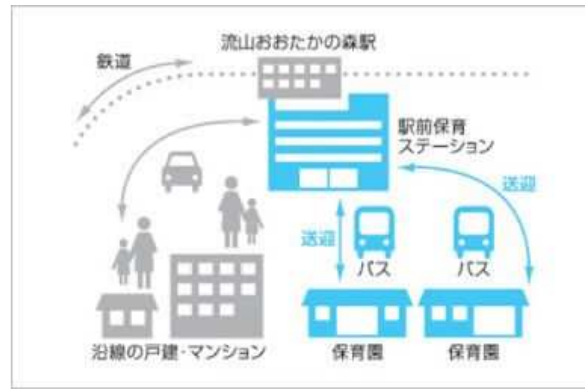 流山おおたかの森駅
鉄道
駅前保育
ステーション
送迎
送迎
バス
バス
沿線の戸建・マンション
保育園
保育園